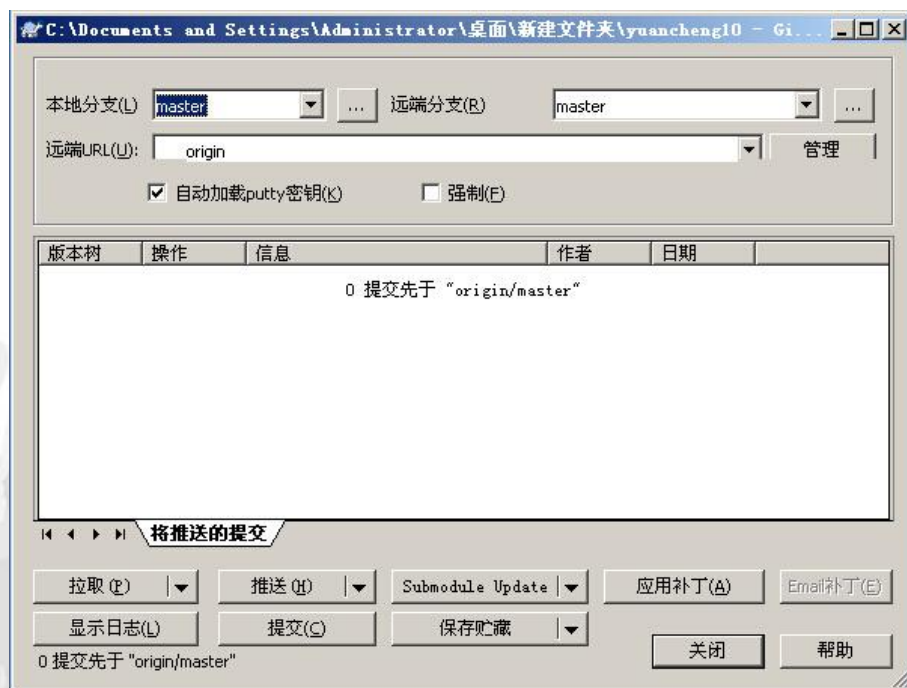 C:\Documents and Settings\Administrator\桌面\新建文件夹\yuancheng10 - Gi...
本地分支(L) master ... 远端分支(R) master ...
远端URL(U): origin 管理
自动加载putty密钥(K) 强制(F)
版本树 操作 信息 作者 日期
0 提交先于 "origin/master"
将推送的提交
拉取(P) 推送(H) Submodule Update 应用补丁(A) Email补丁(E)
显示日志(L) 提交(C) 保存贮藏
0 提交先于 "origin/master" 关闭 帮助